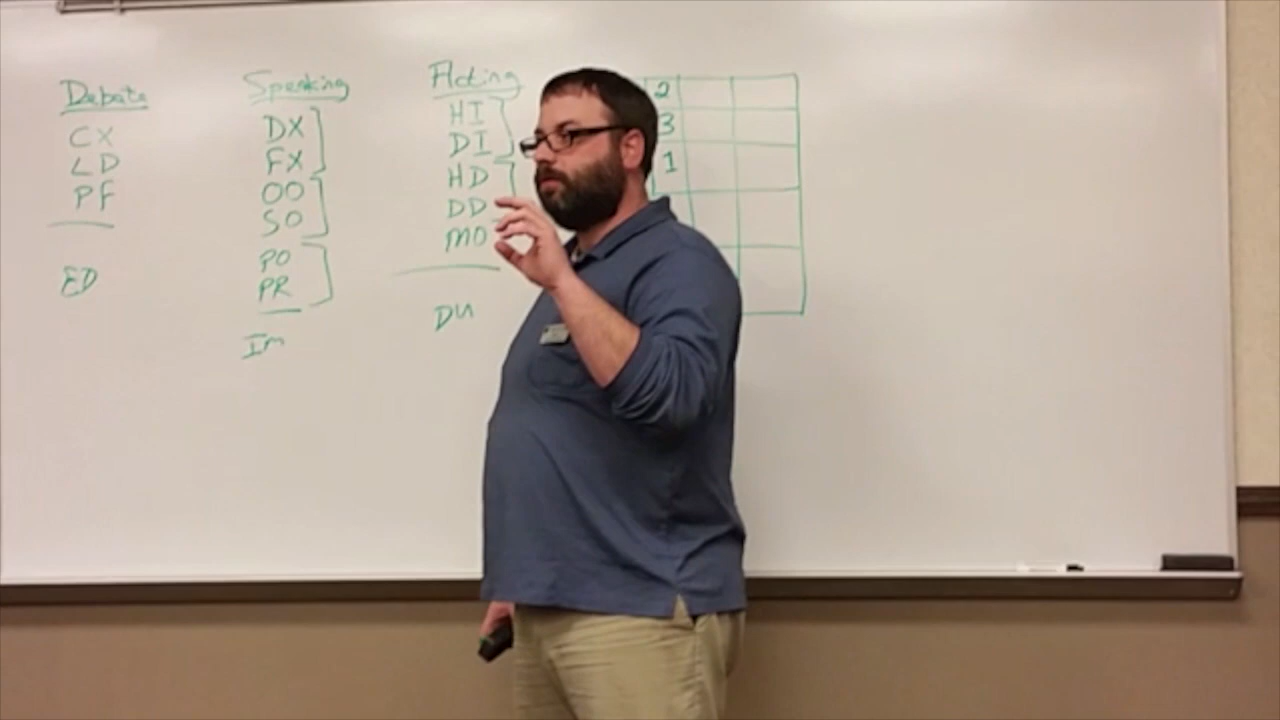 Debate
CX
LD
PF
ED
Speaking
DX
FX
OO
SO
PO
PR
Im
Acting
HI
DI
HD
DD
MO
DU
2
3
1